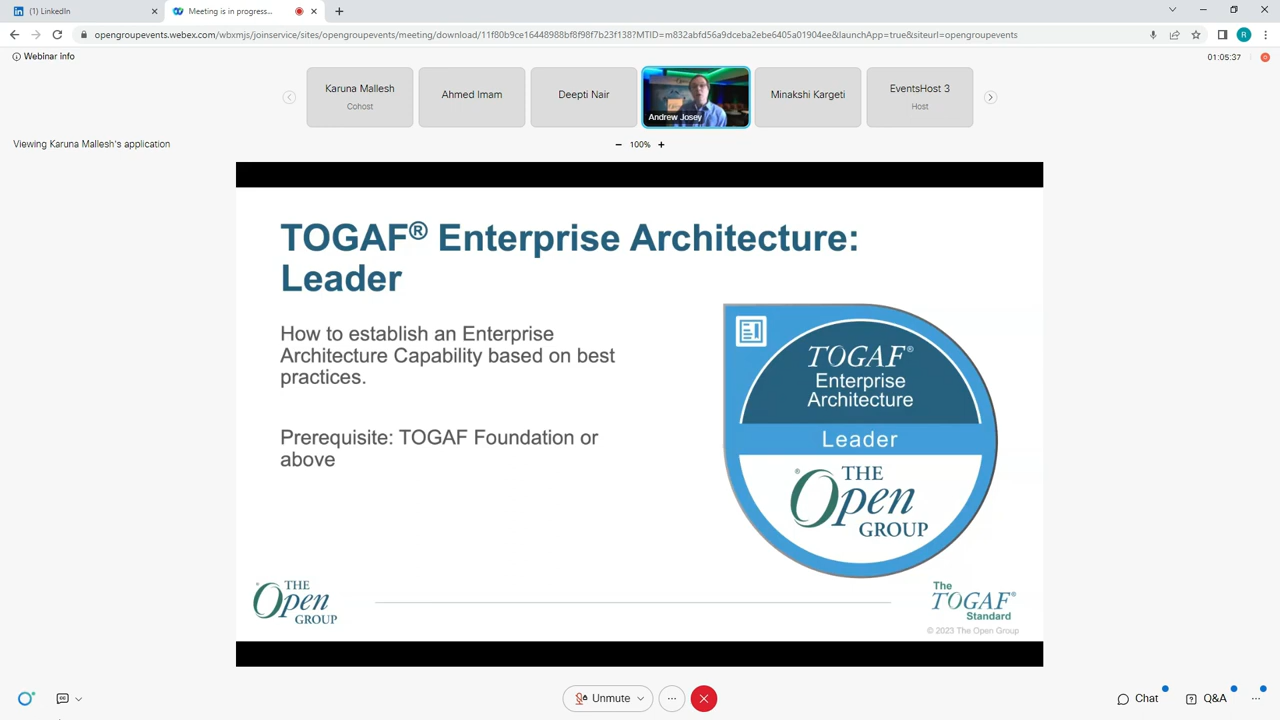 (1) LinkedIn
Meeting is in progress...
opengroupevents.webex.com/wbxmjs/joinservice/sites/opengroupevents/meeting/download/11f80b9ce16448988bf8f98f7b23f138?MTID=m832abfd56a9dceba2ebe6405a01904ee&launchApp=true&siteurl=opengroupevents
R
Webinar info
01:05:37
Karuna Mallesh
Cohost
Ahmed Imam
Deepti Nair
Andrew Josey
Minakshi Kargeti
EventsHost 3
Host
Viewing Karuna Mallesh's application
100%
TOGAF® Enterprise Architecture:
Leader
How to establish an Enterprise
Architecture Capability based on best
practices.
Prerequisite: TOGAF Foundation or
above
TOGAF®
Enterprise
Architecture
Leader
THE
Open®
GROUP
THE
Open®
GROUP
The
TOGAF®
Standard
© 2023 The Open Group
Unmute
Chat
Q&A